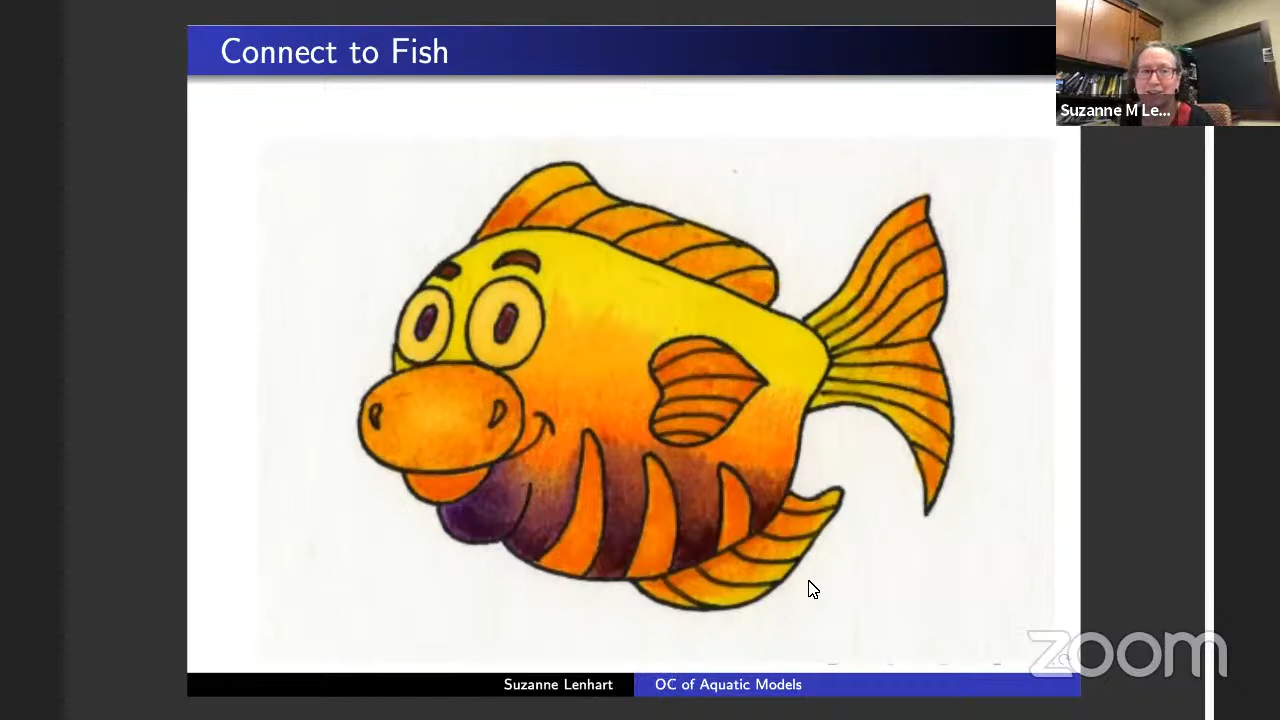 Connect to Fish
Suzanne M Le...
zoom
Suzanne Lenhart
OC of Aquatic Models